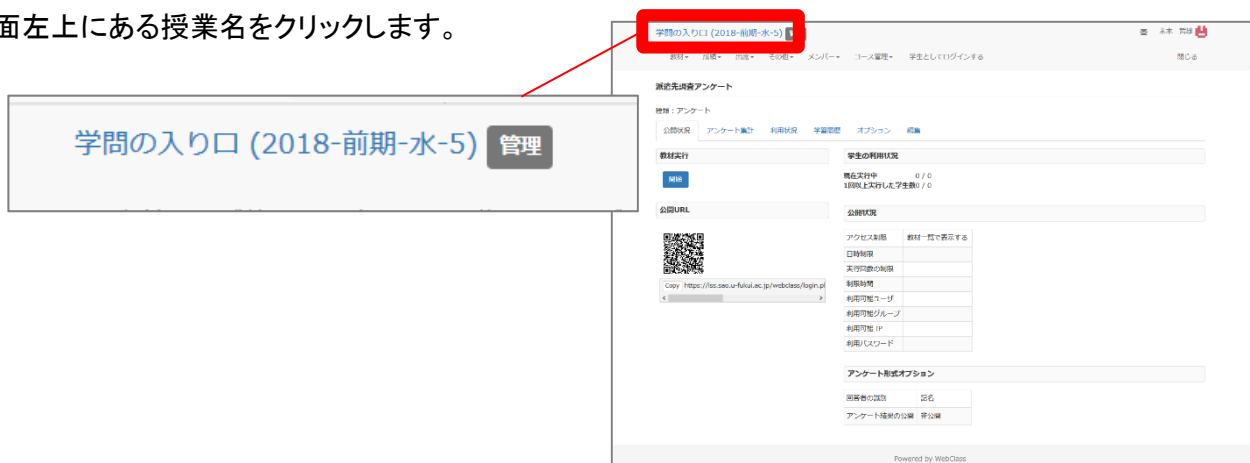 面左上にある授業名をクリックします。
学問の入り口 (2018-前期-水-5) 管理
学問の入り口 (2018-前期-水-5)
教材 成績 出席 その他 メンバー コース管理 学生としてログインする 閉じる
派遣先調査アンケート
種類：アンケート
公開状況 アンケート集計 利用状況 学習履歴 オプション 編集
教材実行
開始
公開URL
Copy https://lss.sao.u-fukui.ac.jp/webclass/login.pl
学生の利用状況
現在実行中 0 / 0
1回以上実行した学生数 0 / 0
公開状況
アクセス制限 教材一覧で表示する
日時制限
実行回数の制限
制限時間
利用可能ユーザ
利用可能グループ
利用可能 IP
利用パスワード
アンケート形式オプション
回答者の識別 記名
アンケート結果の公開 非公開
Powered by WebClass